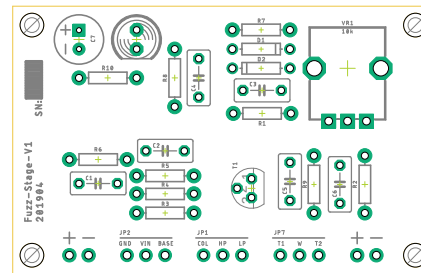 C7
R7
D1
D2
C3
R1
VR1
10k
R10
R8
C4
SN:
Fuzz-Stage-V1
201904
R6
C1
C2
R5
R4
R3
T1
C5
R9
C6
R2
JP2
GND VIN BASE
JP1
COL HP LP
JP7
T1 W T2